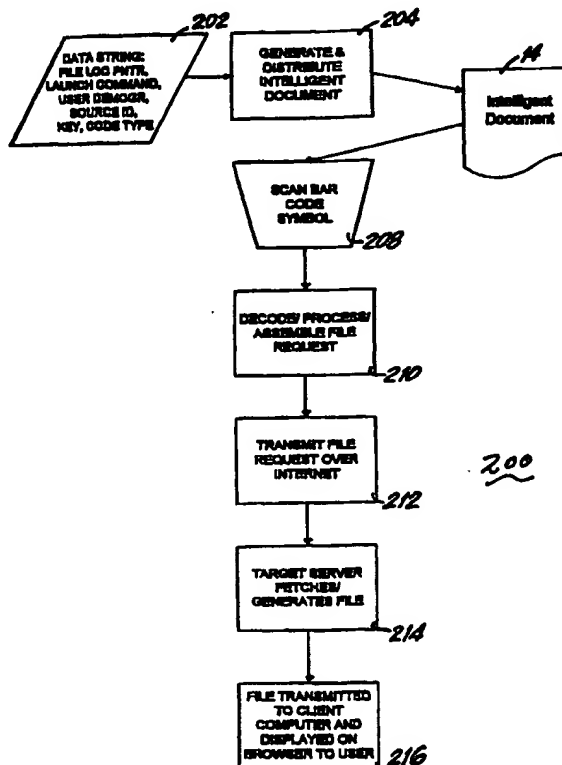 202
DATA STRING:
FILE LOC PNTR,
LAUNCH COMMAND,
USER DEMOGR,
SOURCE ID,
KEY, CODE TYPE
204
GENERATE &
DISTRIBUTE
INTELLIGENT
DOCUMENT
14
Intelligent
Document
SCAN BAR
CODE
SYMBOL
208
DECODE/ PROCESS/
ASSEMBLE FILE
REQUEST
210
TRANSMIT FILE
REQUEST OVER
INTERNET
212
200
TARGET SERVER
FETCHES/
GENERATES FILE
214
FILE TRANSMITTED
TO CLIENT
COMPUTER AND
DISPLAYED ON
BROWSER TO USER
216